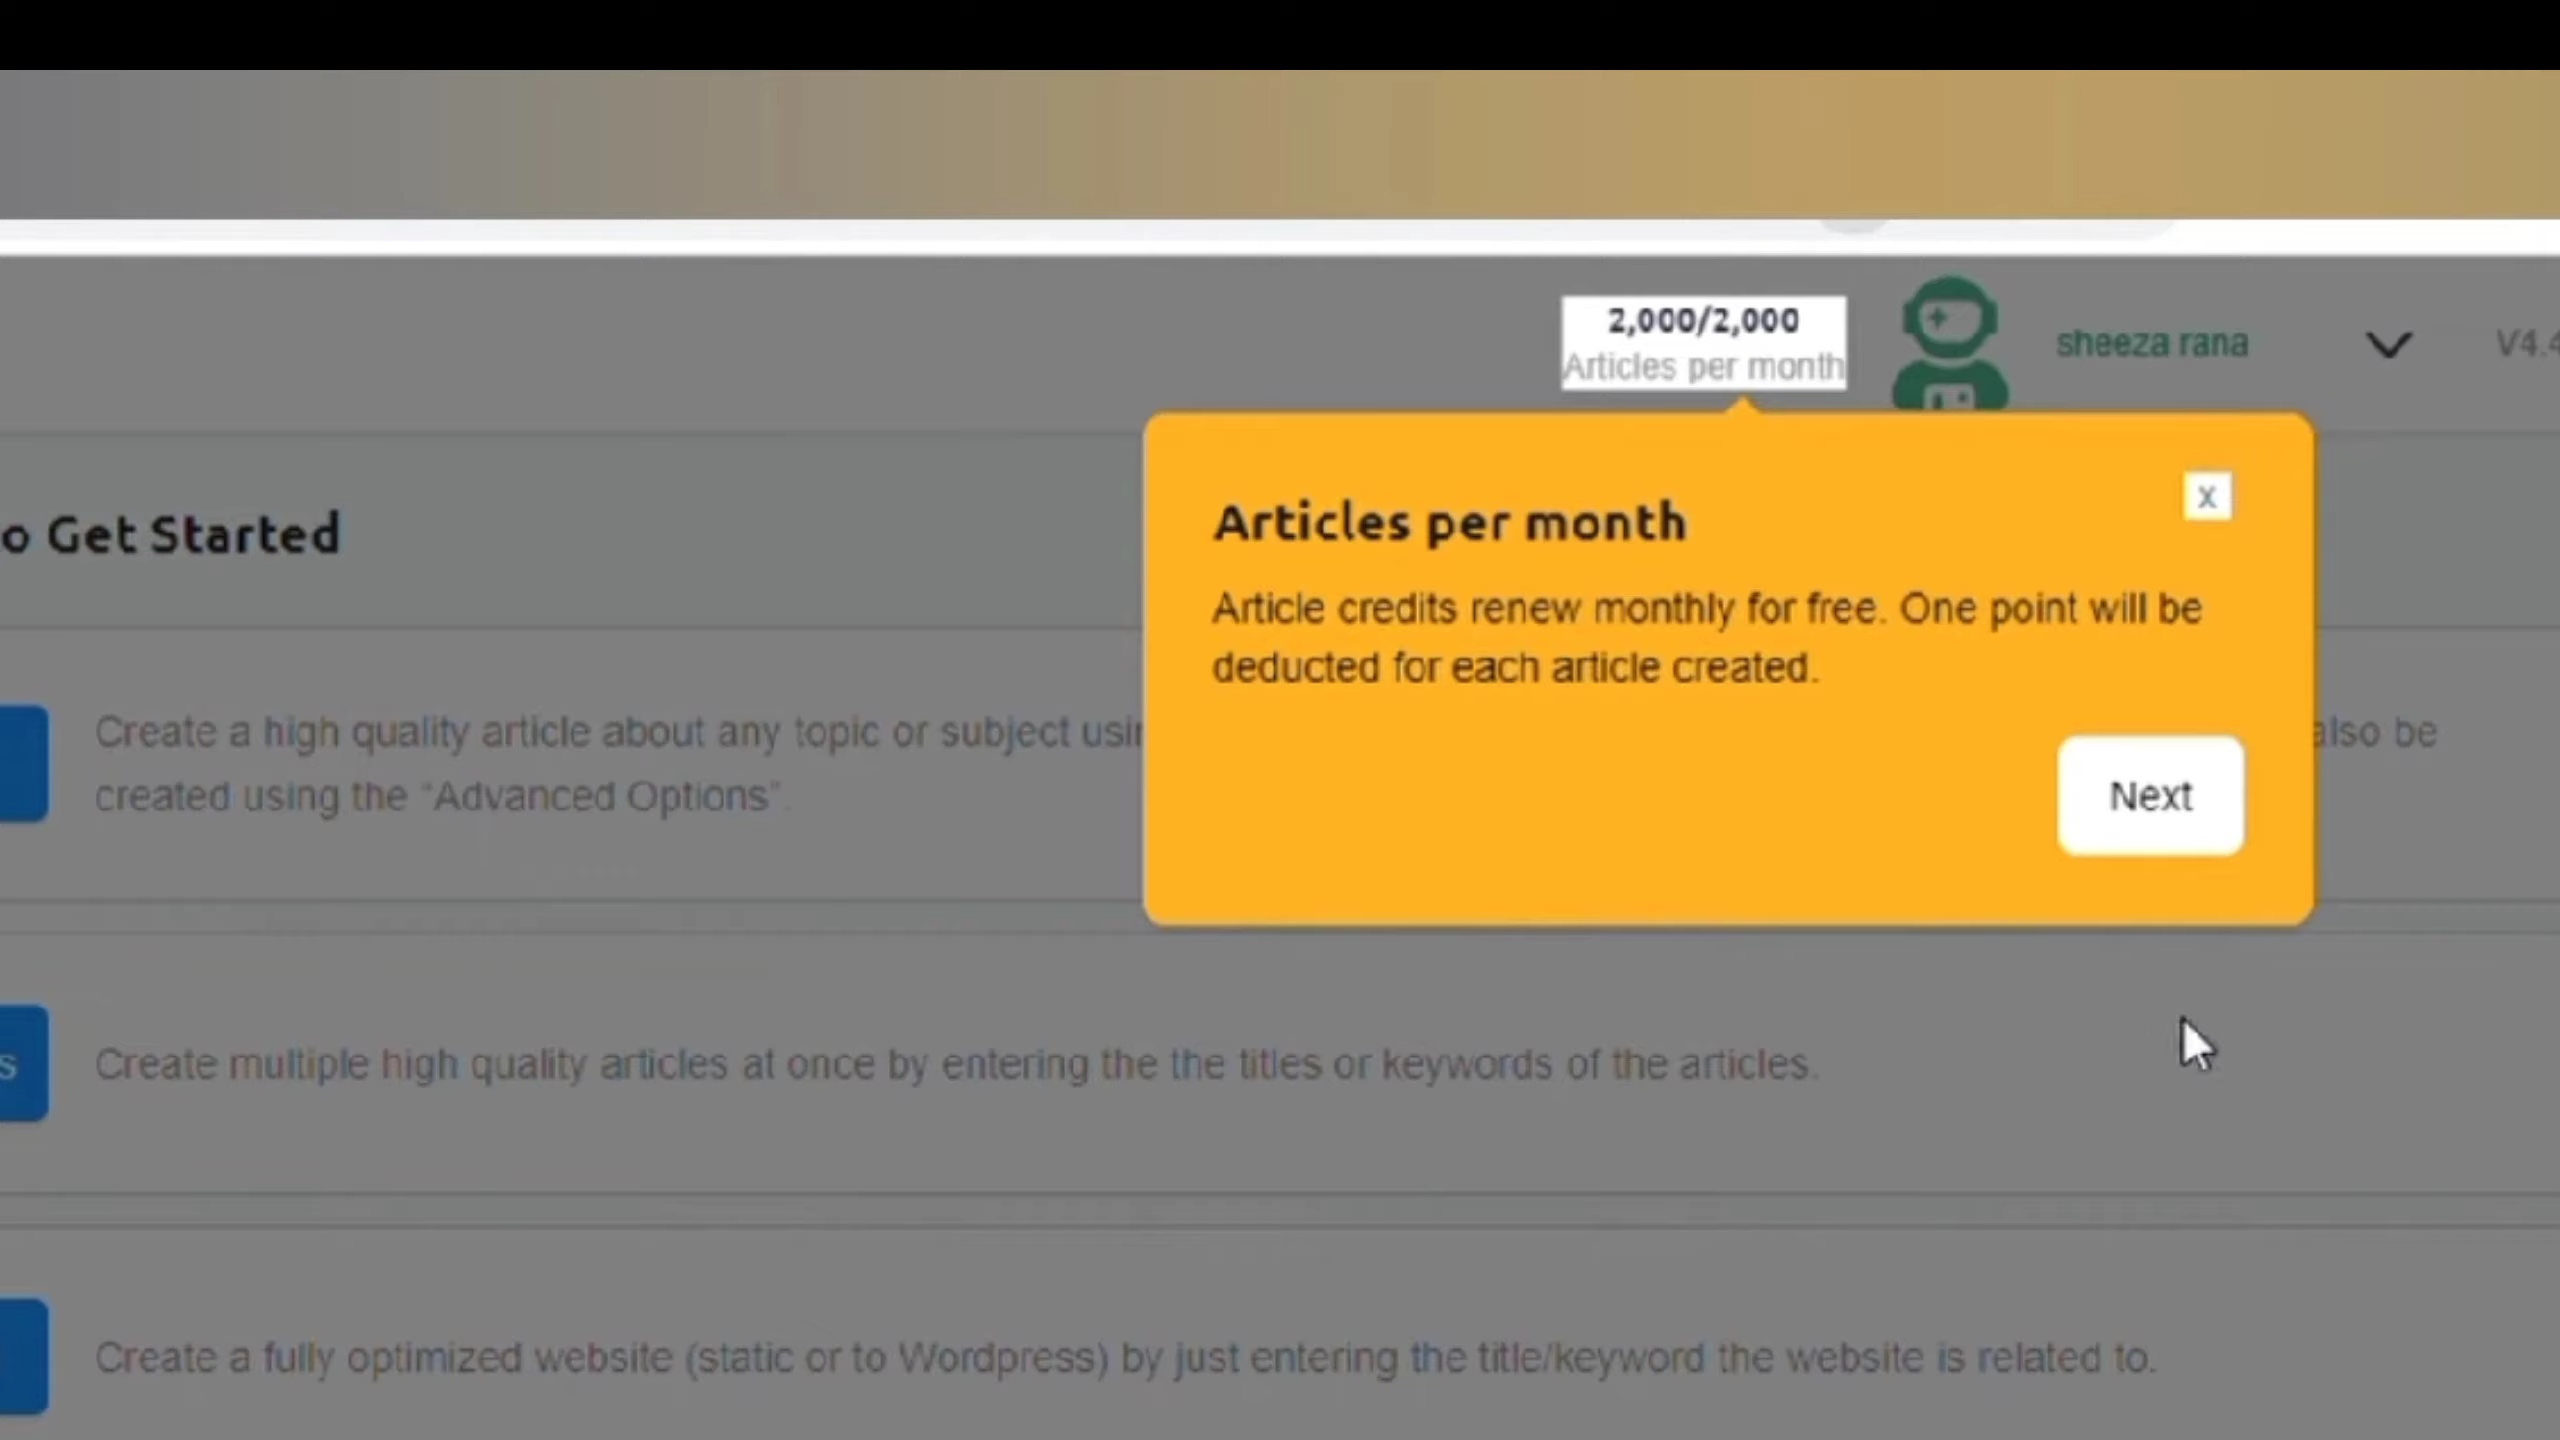 2,000/2,000
Articles per month
sheeza rana
V4.4
o Get Started
Articles per month
x
Article credits renew monthly for free. One point will be
deducted for each article created.
Next
Create a high quality article about any topic or subject usin
also be
created using the “Advanced Options”.
s
Create multiple high quality articles at once by entering the the titles or keywords of the articles.
Create a fully optimized website (static or to Wordpress) by just entering the title/keyword the website is related to.